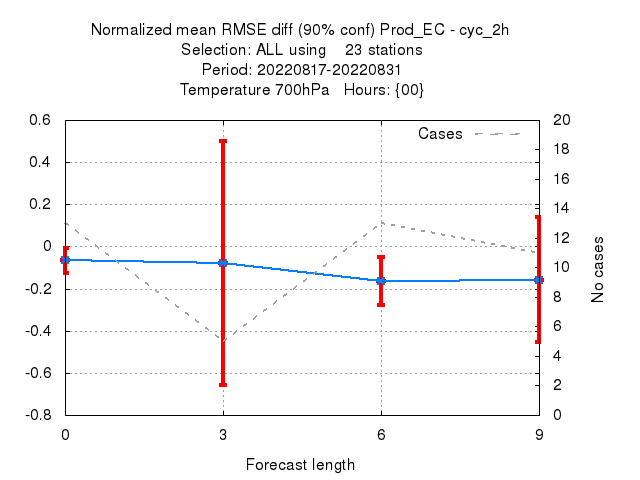 Normalized mean RMSE diff (90% conf) Prod_EC - cyc_2h
Selection: ALL using    23 stations
Period: 20220817-20220831
Temperature 700hPa   Hours: {00}
Cases
0.6
0.4
0.2
0
-0.2
-0.4
-0.6
-0.8
20
18
16
14
12
10
8
6
4
2
0
No cases
0 3 6 9
Forecast length